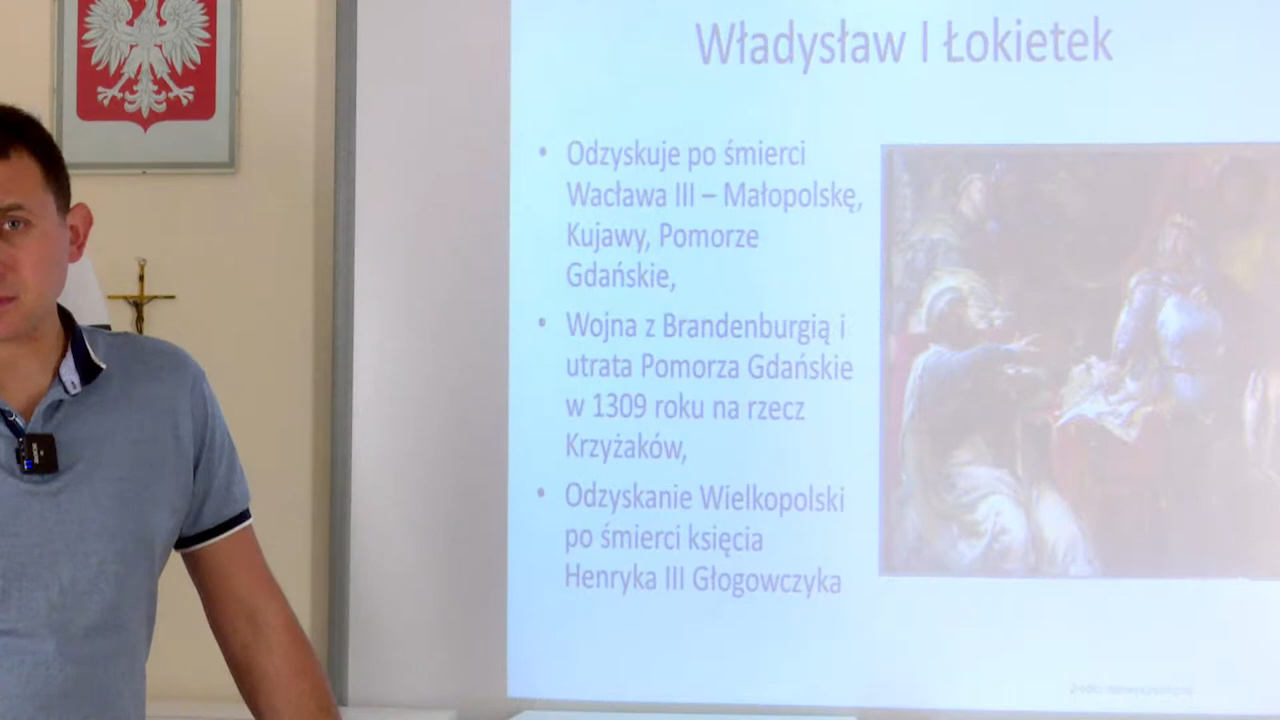 Władysław I Łokietek
• Odzyskuje po śmierci
Wacława III – Małopolskę,
Kujawy, Pomorze
Gdańskie,
• Wojna z Brandenburgią i
utrata Pomorza Gdańskie
w 1309 roku na rzecz
Krzyżaków,
• Odzyskanie Wielkopolski
po śmierci księcia
Henryka III Głogowczyka